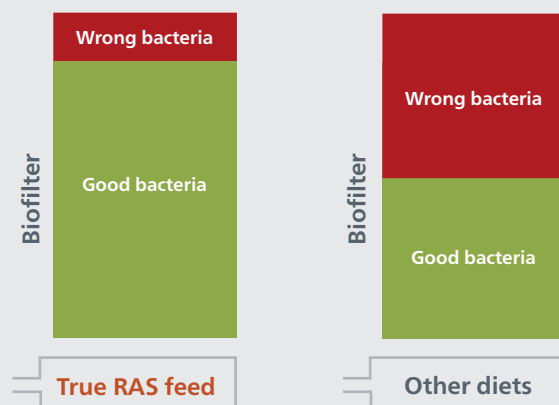 Wrong bacteria
Good bacteria
Biofilter
True RAS feed
Wrong bacteria
Good bacteria
Biofilter
Other diets